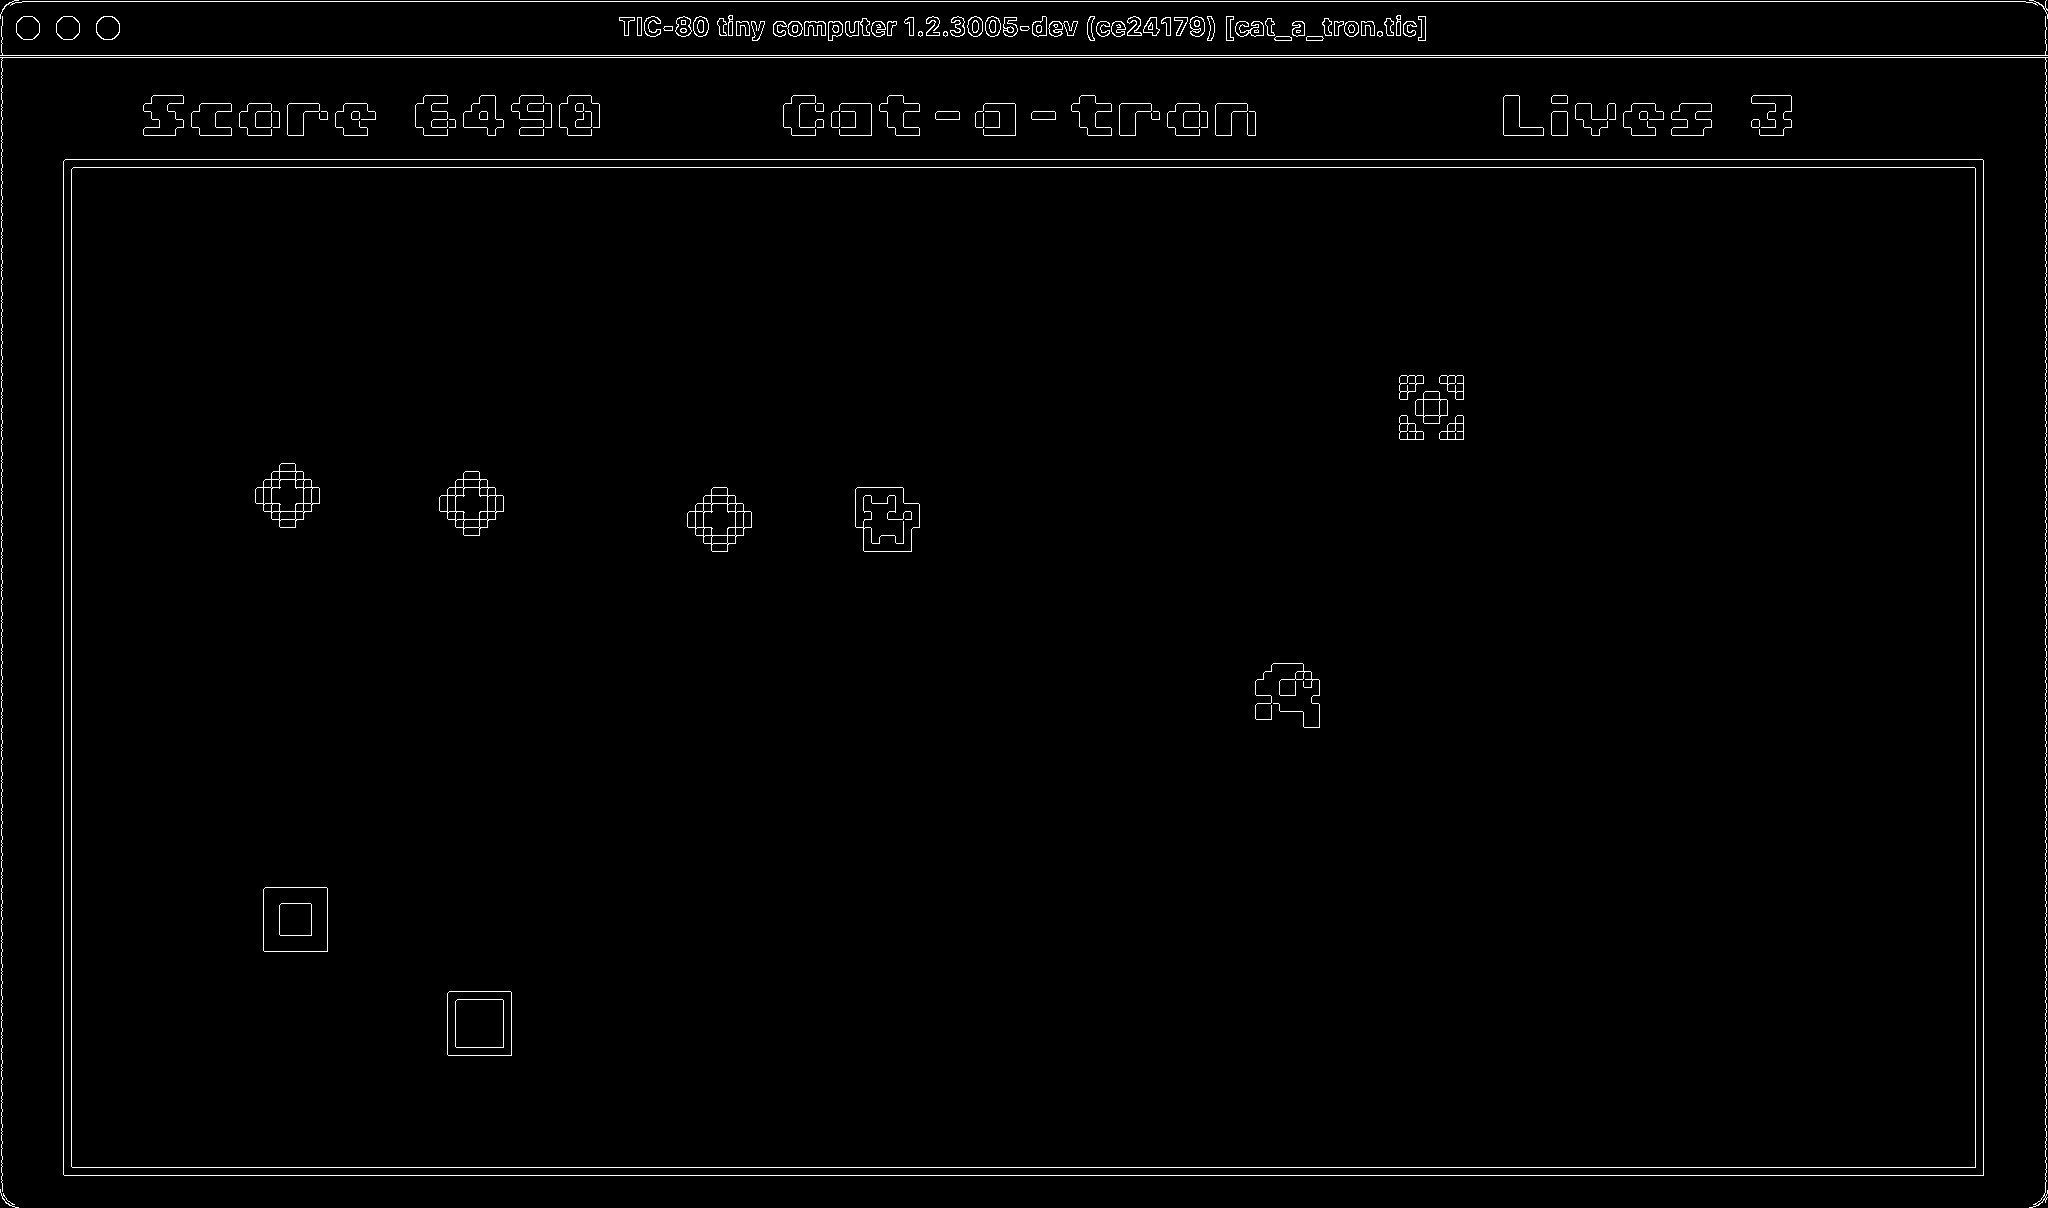 TIC-80 tiny computer 1.2.3005-dev (ce24179) [cat_a_tron.tic]
Score 6490 Cat-a-tron Lives 3